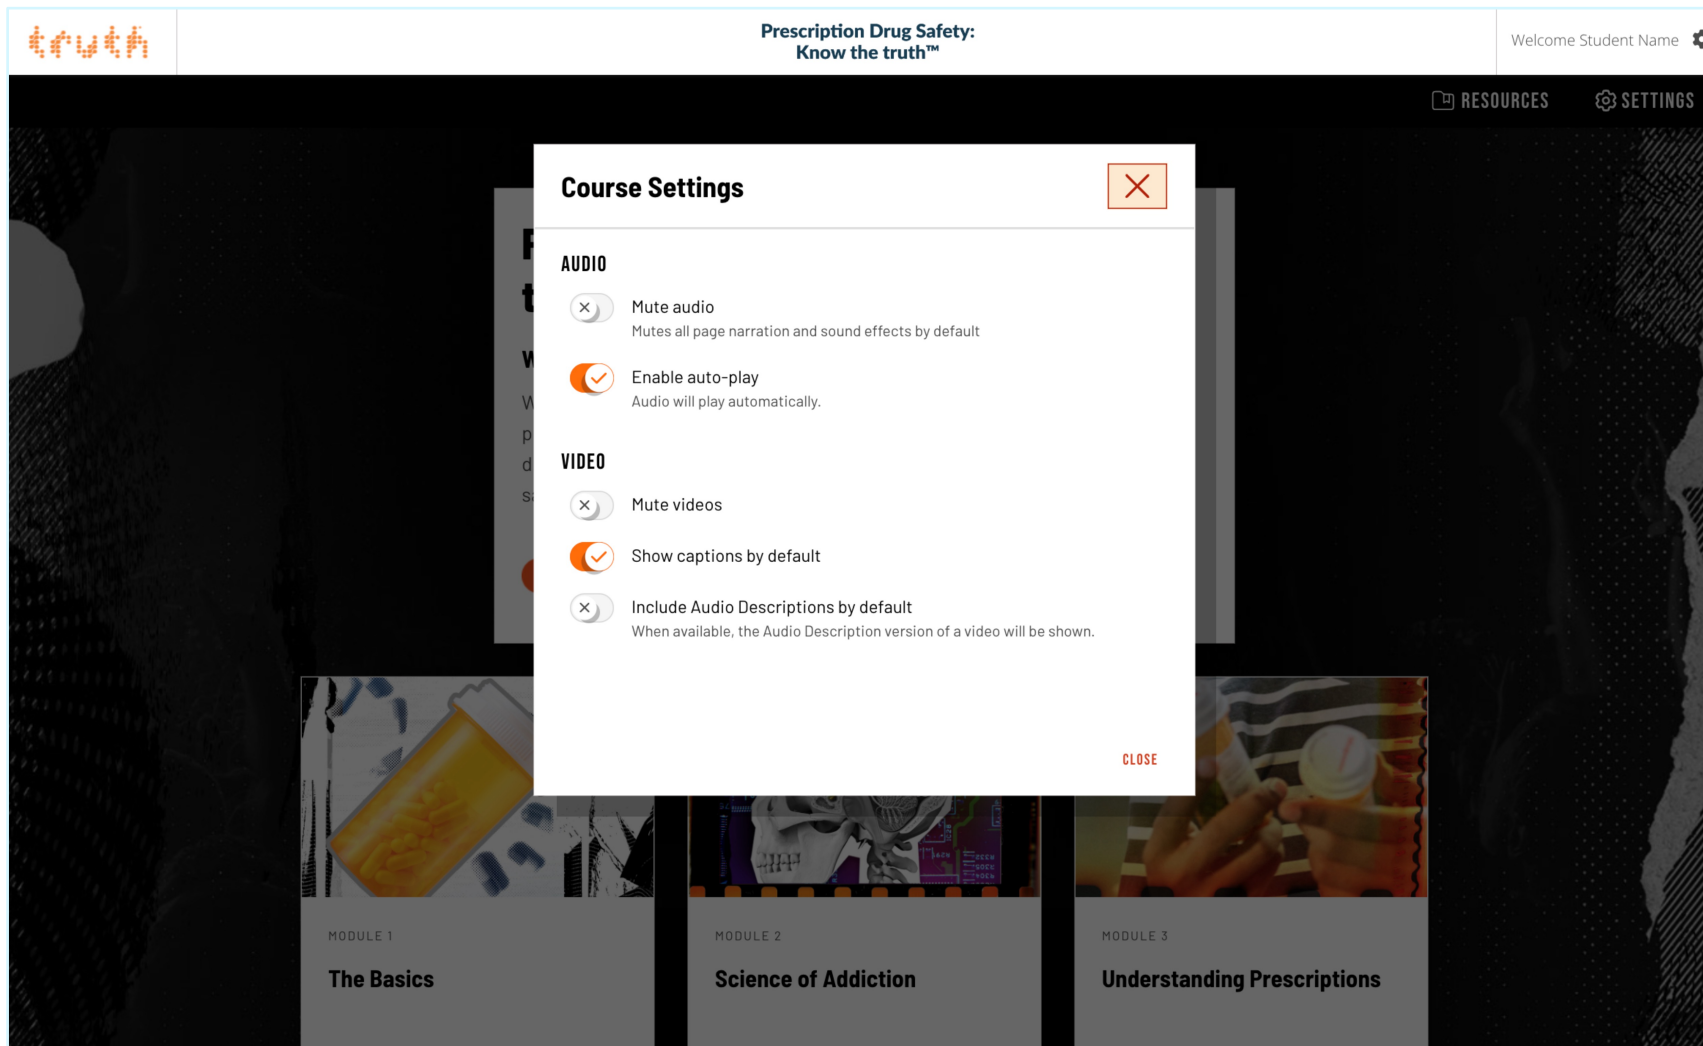 truth
Prescription Drug Safety:
Know the truth™
Welcome Student Name
RESOURCES
SETTINGS
Course Settings
AUDIO
Mute audio
Mutes all page narration and sound effects by default
Enable auto-play
Audio will play automatically.
VIDEO
Mute videos
Show captions by default
Include Audio Descriptions by default
When available, the Audio Description version of a video will be shown.
CLOSE
MODULE 1
The Basics
MODULE 2
Science of Addiction
MODULE 3
Understanding Prescriptions